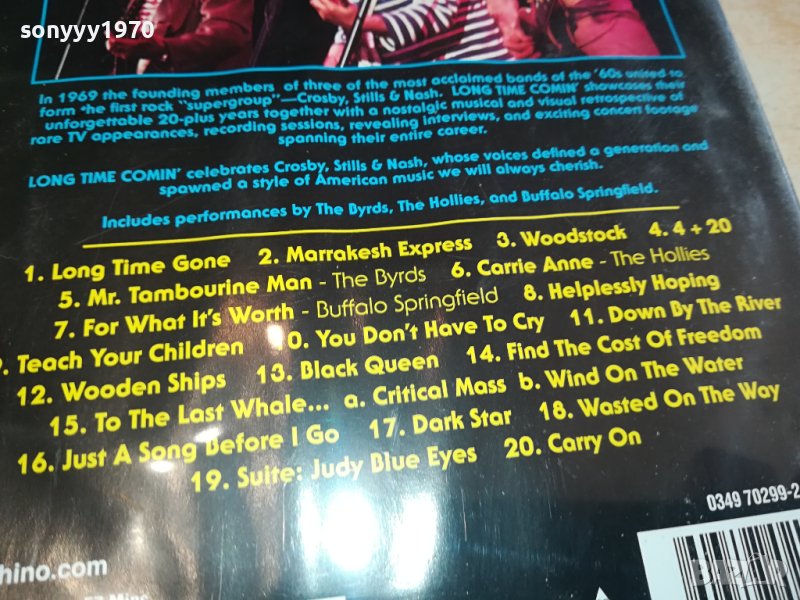 sonyyy1970
In 1969 the founding members of three of the most acclaimed bands of the '60s united to
form the first rock "supergroup"—Crosby, Stills & Nash. LONG TIME COMIN' showcases their
unforgettable 20-plus years together with a nostalgic musical and visual retrospective of
rare TV appearances, recording sessions, revealing interviews, and exciting concert footage
spanning their entire career.
LONG TIME COMIN' celebrates Crosby, Stills & Nash, whose voices defined a generation and
spawned a style of American music we will always cherish.
Includes performances by The Byrds, The Hollies, and Buffalo Springfield.
1. Long Time Gone 2. Marrakesh Express 3. Woodstock 4. 4 + 20
5. Mr. Tambourine Man - The Byrds 6. Carrie Anne - The Hollies
7. For What It's Worth - Buffalo Springfield 8. Helplessly Hoping
. Teach Your Children 0. You Don't Have To Cry 11. Down By The River
12. Wooden Ships 13. Black Queen 14. Find The Cost Of Freedom
15. To The Last Whale... a. Critical Mass b. Wind On The Water
16. Just A Song Before I Go 17. Dark Star 18. Wasted On The Way
19. Suite: Judy Blue Eyes 20. Carry On
0349 70299-2
hino.com
BAZAR